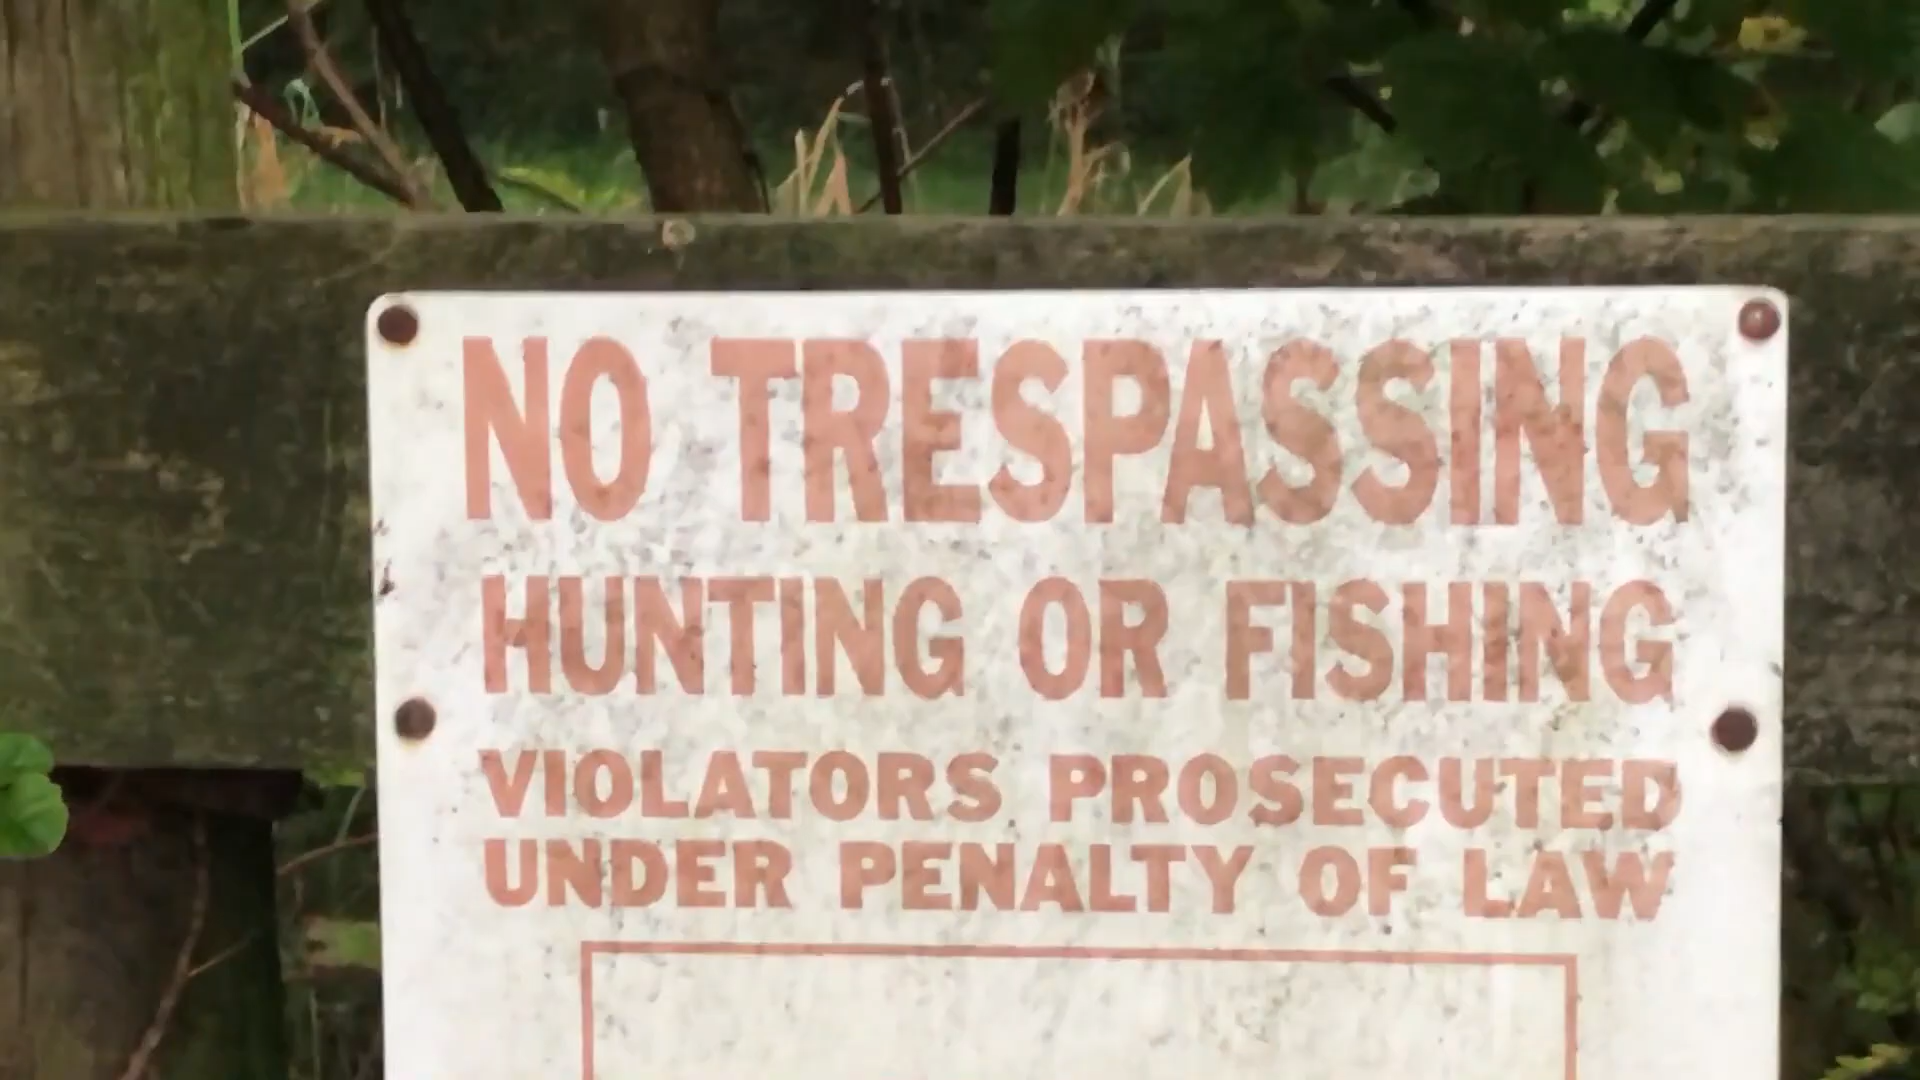 NO TRESPASSING
HUNTING OR FISHING
VIOLATORS PROSECUTED
UNDER PENALTY OF LAW